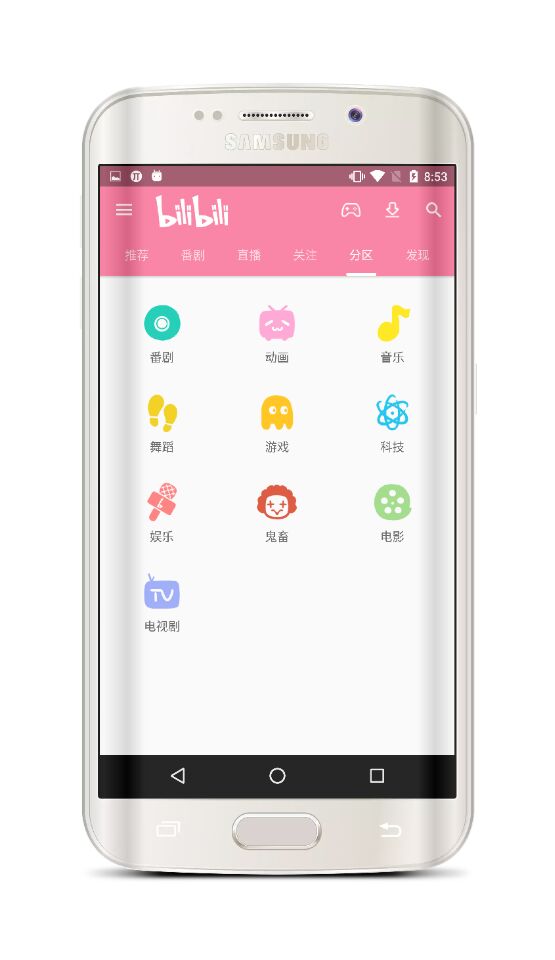 SAMSUNG
8:53
bilibili
推荐 番剧 直播 关注 分区 发现
番剧 动画 音乐
舞蹈 游戏 科技
TV
娱乐 鬼畜 电影
电视剧